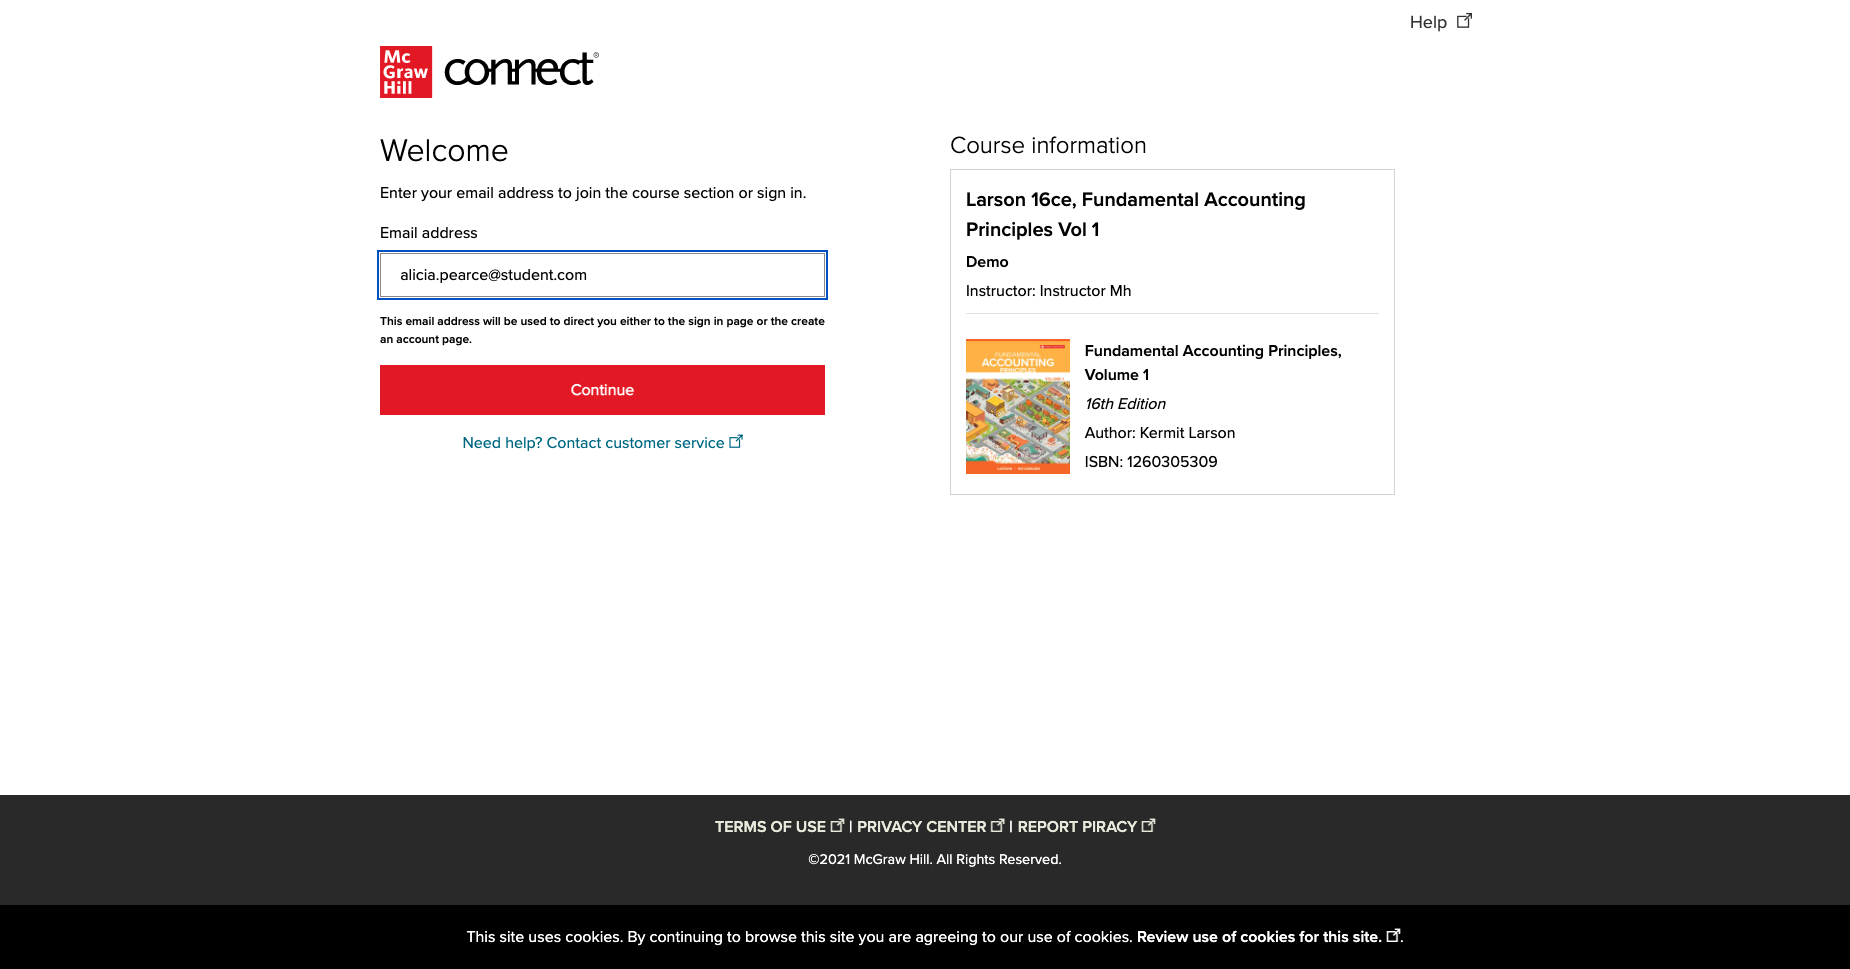 Help
Mc
Graw
Hill
connect®
Welcome
Enter your email address to join the course section or sign in.
Email address
alicia.pearce@student.com
This email address will be used to direct you either to the sign in page or the create
an account page.
Continue
Need help? Contact customer service
Course information
Larson 16ce, Fundamental Accounting
Principles Vol 1
Demo
Instructor: Instructor Mh
FUNDAMENTAL
ACCOUNTING
PRINCIPLES
Fundamental Accounting Principles,
Volume 1
16th Edition
Author: Kermit Larson
ISBN: 1260305309
TERMS OF USE | PRIVACY CENTER | REPORT PIRACY
©2021 McGraw Hill. All Rights Reserved.
This site uses cookies. By continuing to browse this site you are agreeing to our use of cookies. Review use of cookies for this site. .